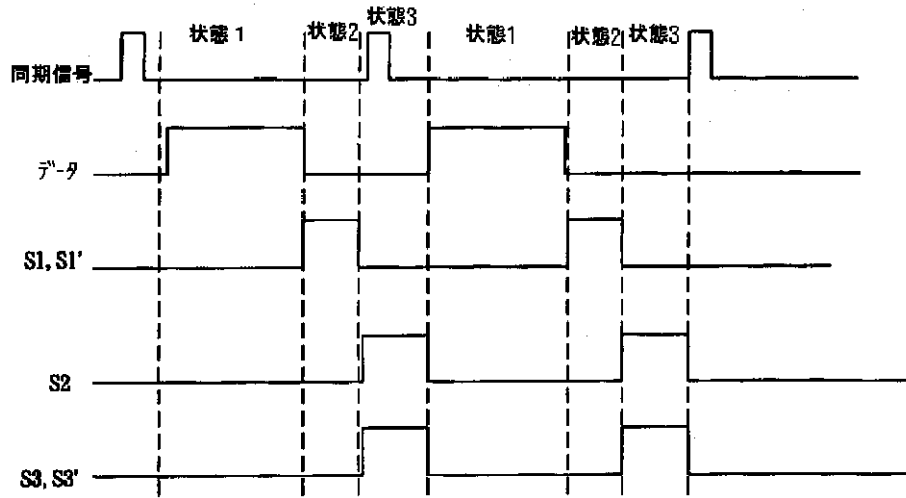 状態1 状態2 状態3 状態1 状態2 状態3
同期信号
データ
S1, S1'
S2
S3, S3'